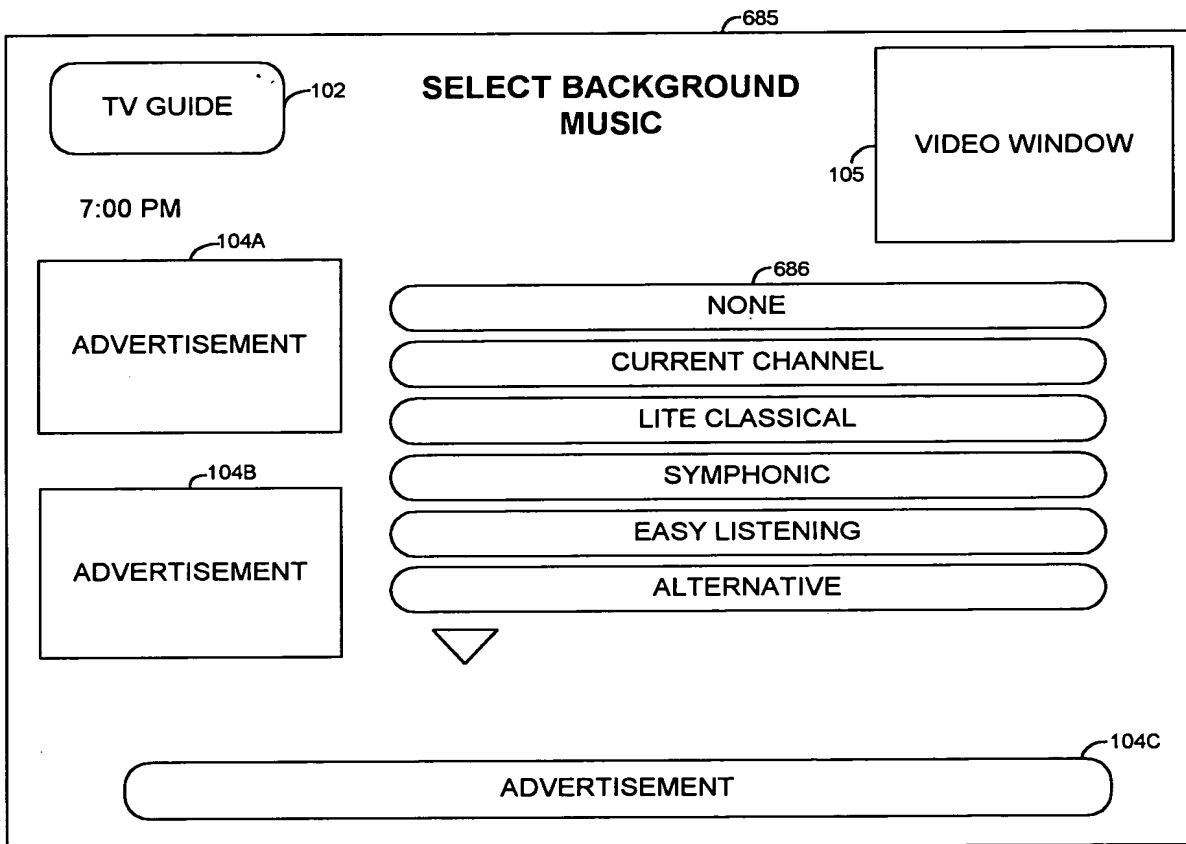 685
TV GUIDE
102
SELECT BACKGROUND
MUSIC
VIDEO WINDOW
105
7:00 PM
104A
ADVERTISEMENT
686
NONE
CURRENT CHANNEL
LITE CLASSICAL
SYMPHONIC
EASY LISTENING
ALTERNATIVE
104B
ADVERTISEMENT
104C
ADVERTISEMENT